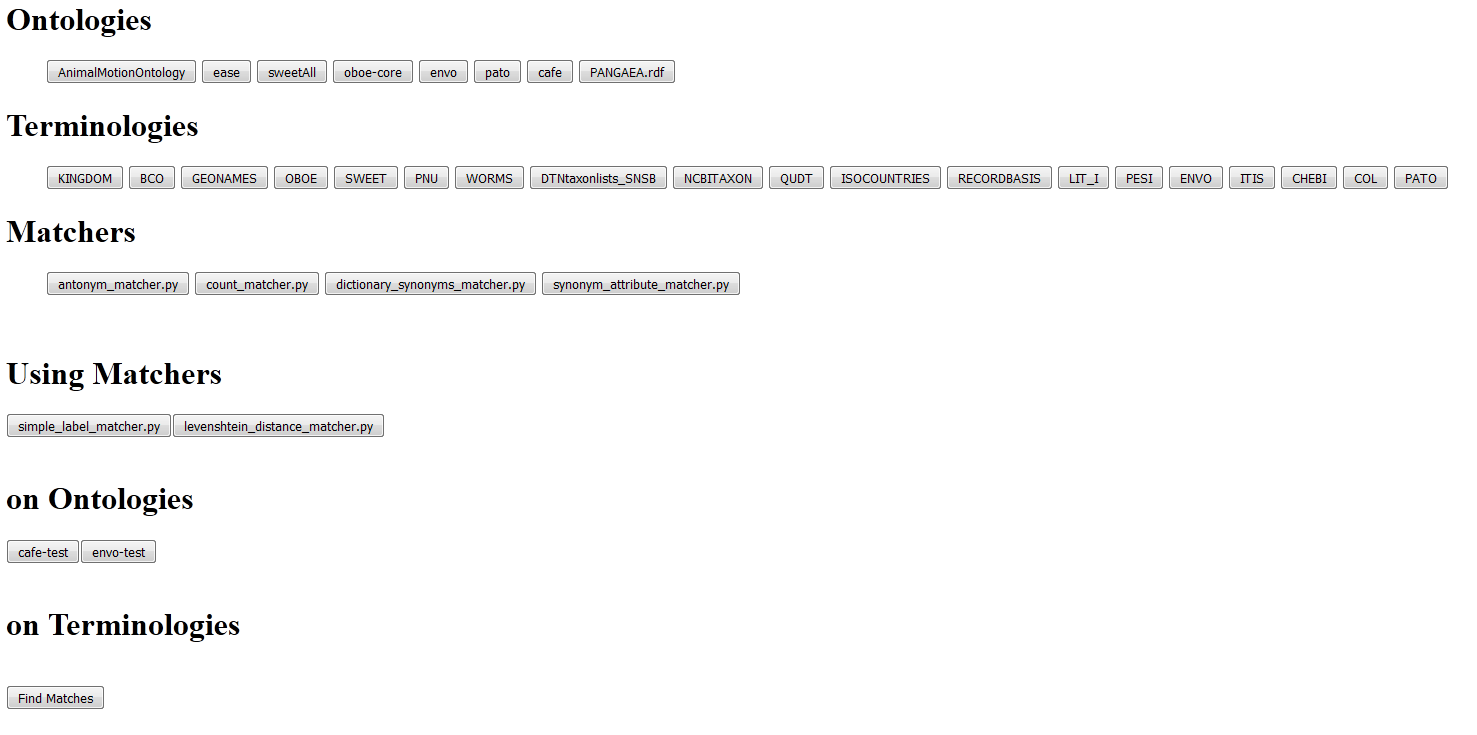 Ontologies
AnimalMotionOntology ease sweetAll oboe-core envo pato cafe PANGAEA.rdf
Terminologies
KINGDOM BCO GEONAMES OBOE SWEET PNU WORMS DTNtaxonlists_SNSB NCBITAXON QUDT ISOCOUNTRIES RECORDBASIS LIT_I PESI ENVO ITIS CHEBI COL PATO
Matchers
antonym_matcher.py count_matcher.py dictionary_synonyms_matcher.py synonym_attribute_matcher.py
Using Matchers
simple_label_matcher.py levenshtein_distance_matcher.py
on Ontologies
cafe-test envo-test
on Terminologies
Find Matches